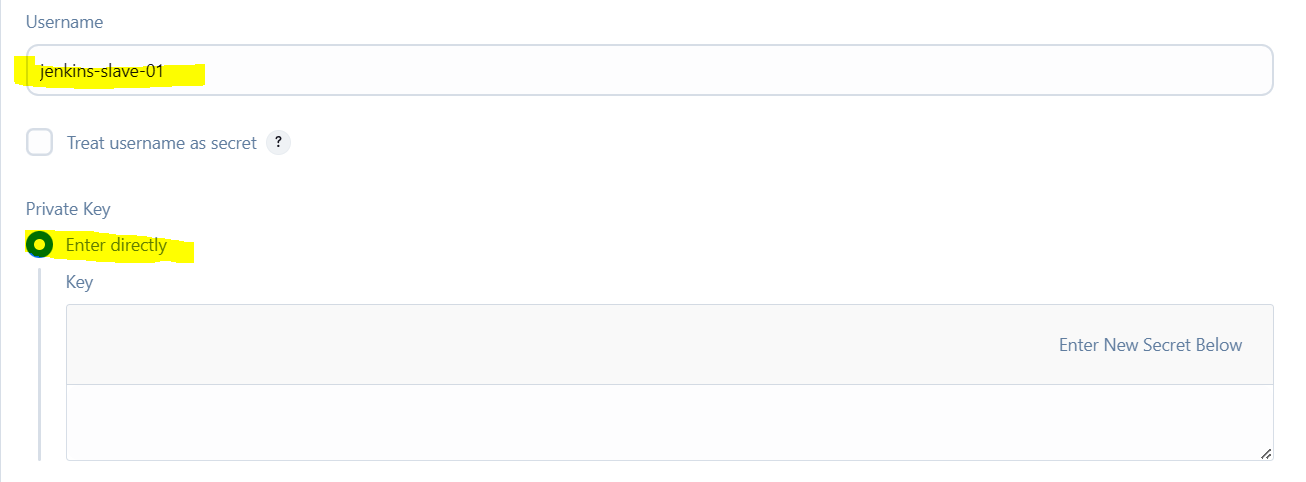 Username
jenkins-slave-01
Treat username as secret ?
Private Key
Enter directly
Key
Enter New Secret Below